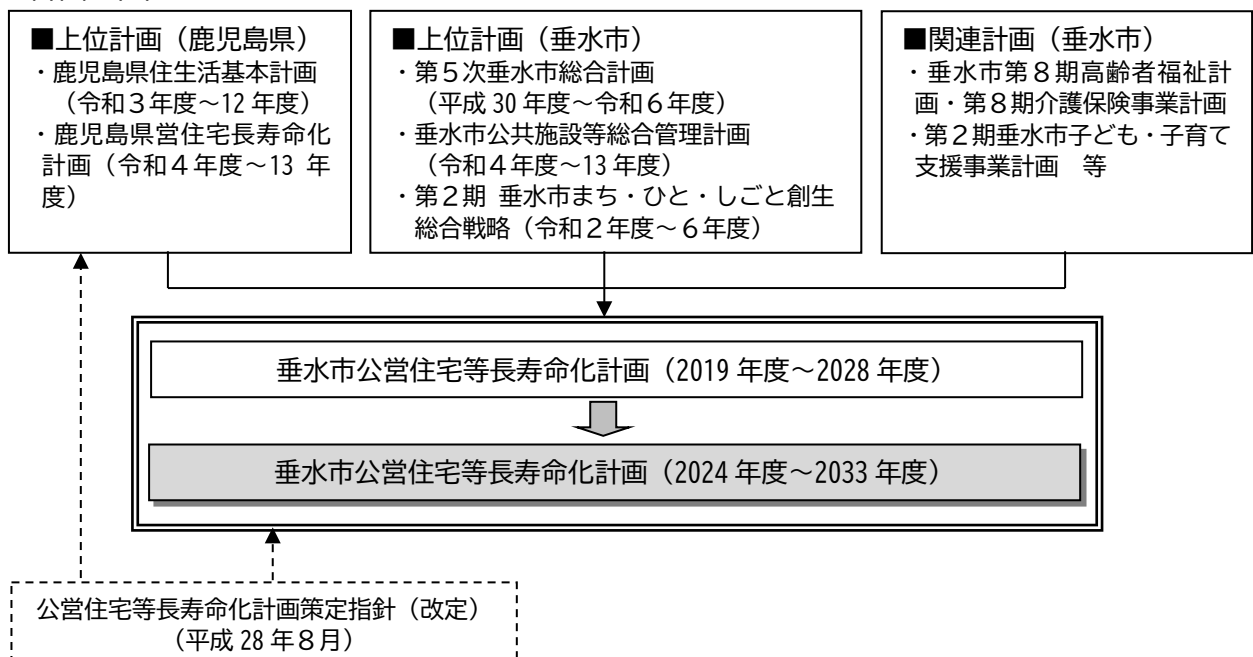 ■上位計画（鹿児島県）
・鹿児島県住生活基本計画
（令和３年度～12 年度）
・鹿児島県営住宅長寿命化
計画（令和４年度～13 年
度）
■上位計画（垂水市）
・第５次垂水市総合計画
（平成 30 年度～令和６年度）
・垂水市公共施設等総合管理計画
（令和４年度～13 年度）
・第２期 垂水市まち・ひと・しごと創生
総合戦略（令和２年度～６年度）
■関連計画（垂水市）
・垂水市第８期高齢者福祉計
画・第８期介護保険事業計画
・第２期垂水市子ども・子育て
支援事業計画　等
垂水市公営住宅等長寿命化計画（2019 年度～2028 年度）
垂水市公営住宅等長寿命化計画（2024 年度～2033 年度）
公営住宅等長寿命化計画策定指針（改定）
（平成 28 年８月）